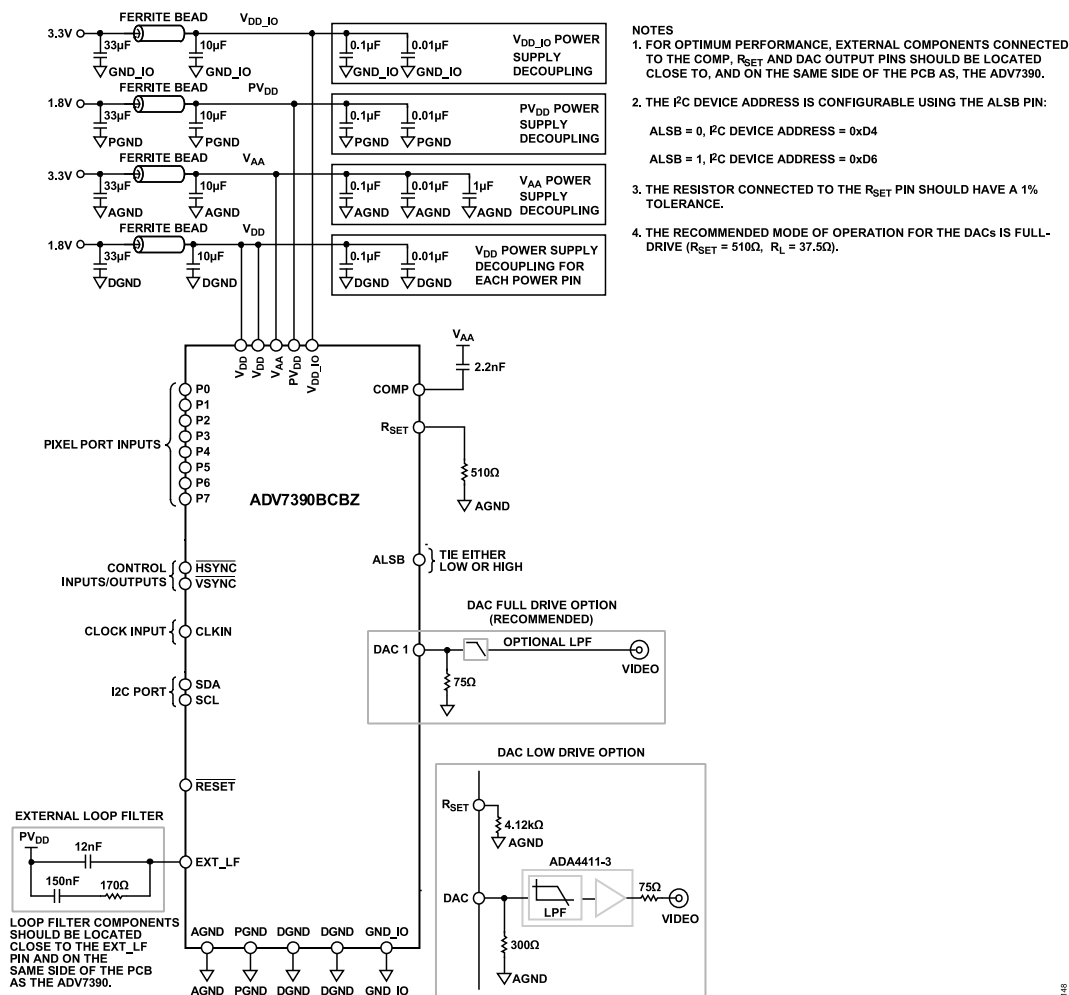 FERRITE BEAD
3.3V
33µF
GND_IO
10µF
GND_IO
VDD_IO
0.1µF
GND_IO
0.01µF
GND_IO
VDD_IO POWER
SUPPLY
DECOUPLING
FERRITE BEAD
1.8V
33µF
PGND
10µF
PGND
PVDD
0.1µF
PGND
0.01µF
PGND
PVDD POWER
SUPPLY
DECOUPLING
FERRITE BEAD
3.3V
33µF
AGND
10µF
AGND
VAA
0.1µF
AGND
0.01µF
AGND
1µF
AGND
VAA POWER
SUPPLY
DECOUPLING
FERRITE BEAD
1.8V
33µF
DGND
10µF
DGND
VDD
0.1µF
DGND
0.01µF
DGND
VDD POWER SUPPLY
DECOUPLING FOR
EACH POWER PIN
NOTES
1. FOR OPTIMUM PERFORMANCE, EXTERNAL COMPONENTS CONNECTED
TO THE COMP, RSET AND DAC OUTPUT PINS SHOULD BE LOCATED
CLOSE TO, AND ON THE SAME SIDE OF THE PCB AS, THE ADV7390.
2. THE I²C DEVICE ADDRESS IS CONFIGURABLE USING THE ALSB PIN:
ALSB = 0, I²C DEVICE ADDRESS = 0xD4
ALSB = 1, I²C DEVICE ADDRESS = 0xD6
3. THE RESISTOR CONNECTED TO THE RSET PIN SHOULD HAVE A 1%
TOLERANCE.
4. THE RECOMMENDED MODE OF OPERATION FOR THE DACs IS FULL-
DRIVE (RSET = 510Ω, RL = 37.5Ω).
VDD
VDD
VAA
PVDD
VDD_IO
PIXEL PORT INPUTS
P0
P1
P2
P3
P4
P5
P6
P7
CONTROL
INPUTS/OUTPUTS
HSYNC
VSYNC
CLOCK INPUT
CLKIN
I2C PORT
SDA
SCL
RESET
EXT_LF
ADV7390BCBZ
COMP
VAA
2.2nF
RSET
510Ω
AGND
ALSB
TIE EITHER
LOW OR HIGH
DAC FULL DRIVE OPTION
(RECOMMENDED)
DAC 1
OPTIONAL LPF
75Ω
VIDEO
DAC LOW DRIVE OPTION
RSET
4.12kΩ
AGND
ADA4411-3
DAC
LPF
75Ω
VIDEO
300Ω
AGND
EXTERNAL LOOP FILTER
PVDD
12nF
150nF
170Ω
LOOP FILTER COMPONENTS
SHOULD BE LOCATED
CLOSE TO THE EXT_LF
PIN AND ON THE
SAME SIDE OF THE PCB
AS THE ADV7390.
AGND PGND DGND DGND GND_IO
AGND PGND DGND DGND GND_IO
148